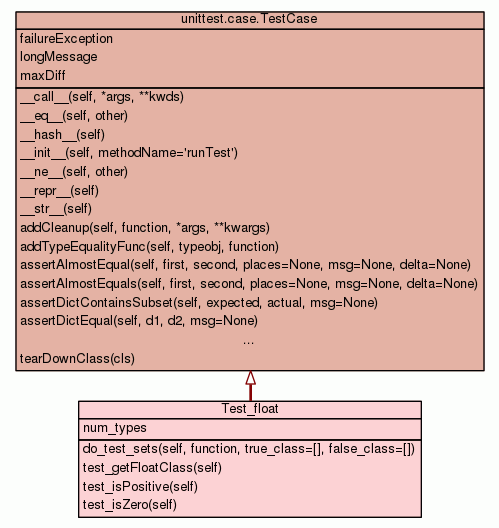 unittest.case.TestCase
failureException
longMessage
maxDiff
__call__(self, *args, **kwds)
__eq__(self, other)
__hash__(self)
__init__(self, methodName='runTest')
__ne__(self, other)
__repr__(self)
__str__(self)
addCleanup(self, function, *args, **kwargs)
addTypeEqualityFunc(self, typeobj, function)
assertAlmostEqual(self, first, second, places=None, msg=None, delta=None)
assertAlmostEquals(self, first, second, places=None, msg=None, delta=None)
assertDictContainsSubset(self, expected, actual, msg=None)
assertDictEqual(self, d1, d2, msg=None)
...
tearDownClass(cls)
Test_float
num_types
do_test_sets(self, function, true_class=[], false_class=[])
test_getFloatClass(self)
test_isPositive(self)
test_isZero(self)